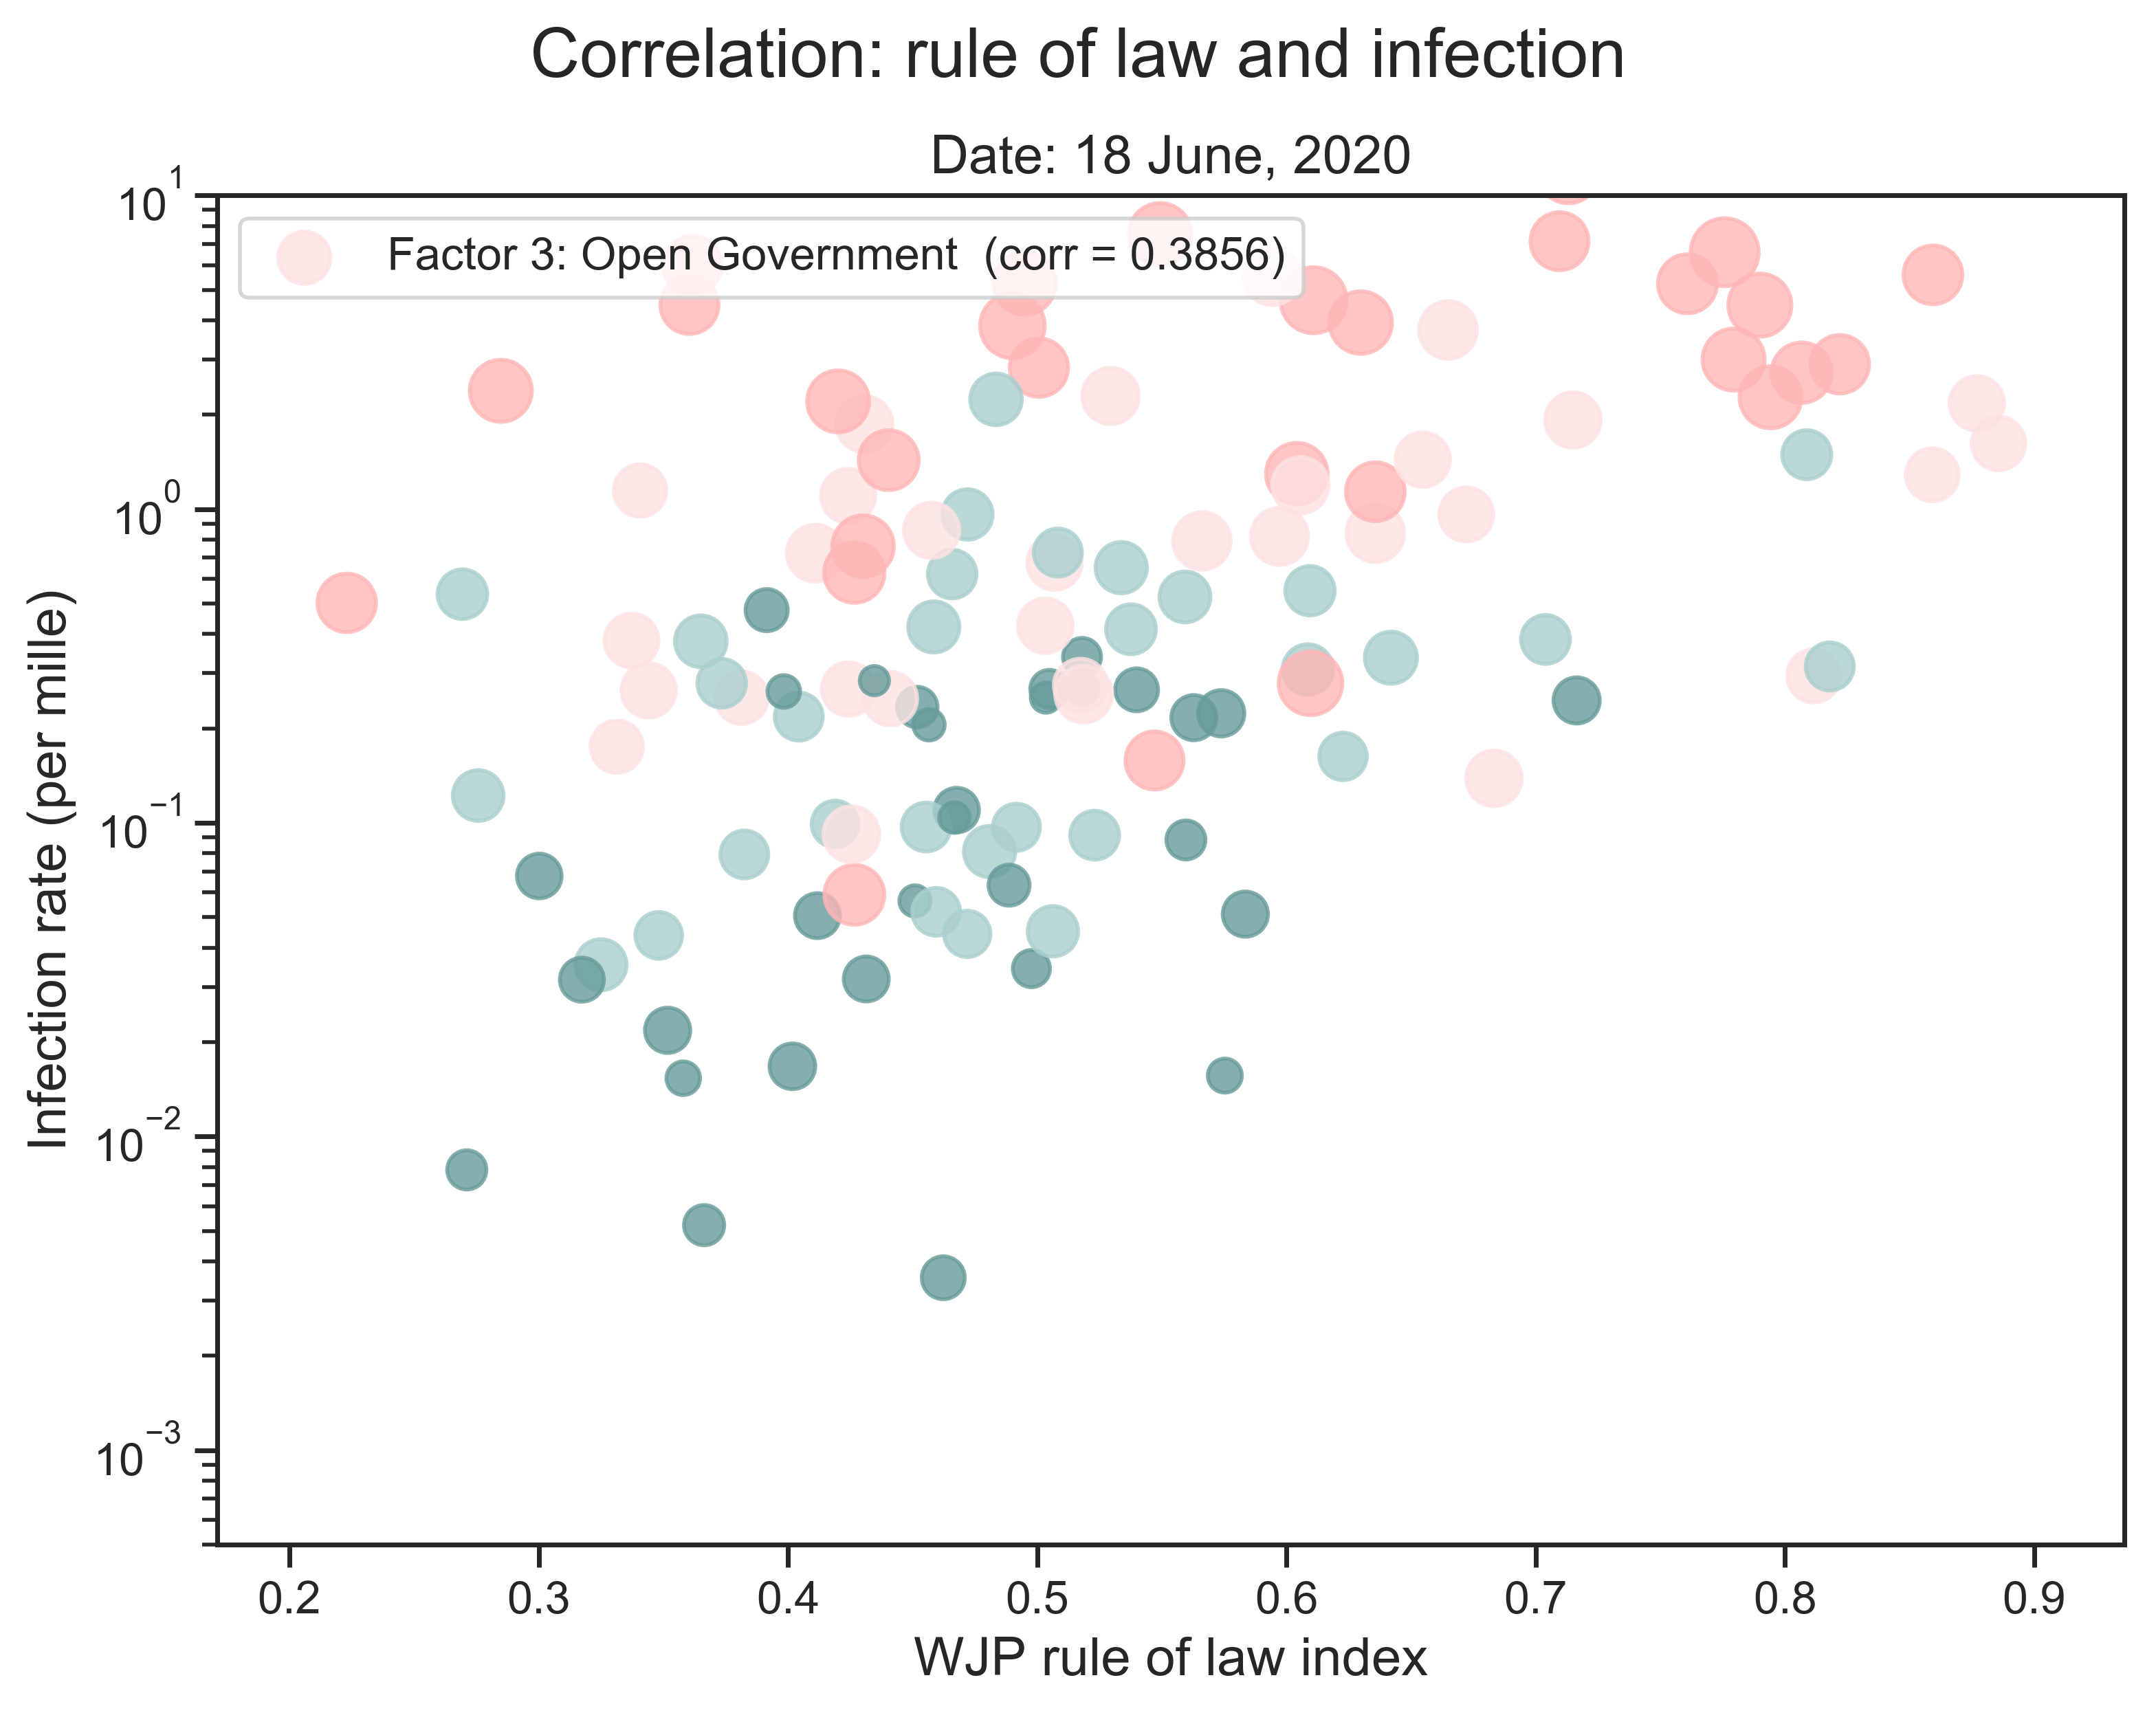 Correlation: rule of law and infection
Date: 18 June, 2020
Factor 3: Open Government (corr = 0.3856)
Infection rate (per mille)
10^1
10^0
10^−1
10^−2
10^−3
0.2 0.3 0.4 0.5 0.6 0.7 0.8 0.9
WJP rule of law index